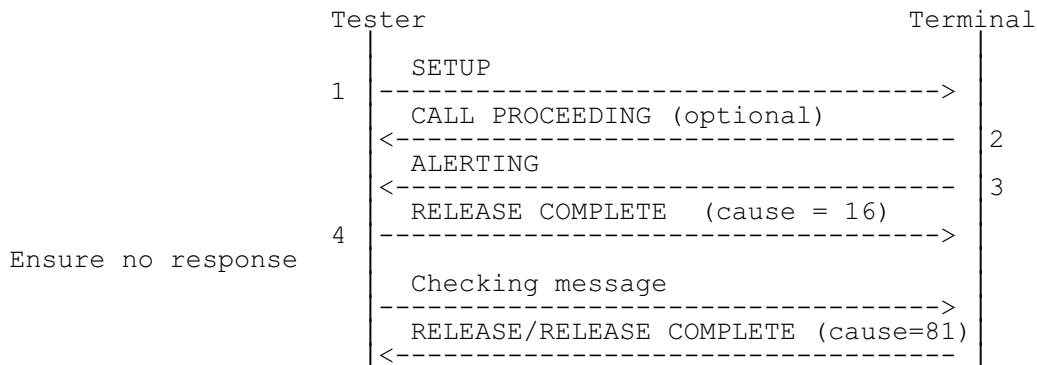 Tester Terminal
SETUP
1
CALL PROCEEDING (optional)
2
ALERTING
3
RELEASE COMPLETE (cause = 16)
4
Ensure no response
Checking message
RELEASE/RELEASE COMPLETE (cause=81)